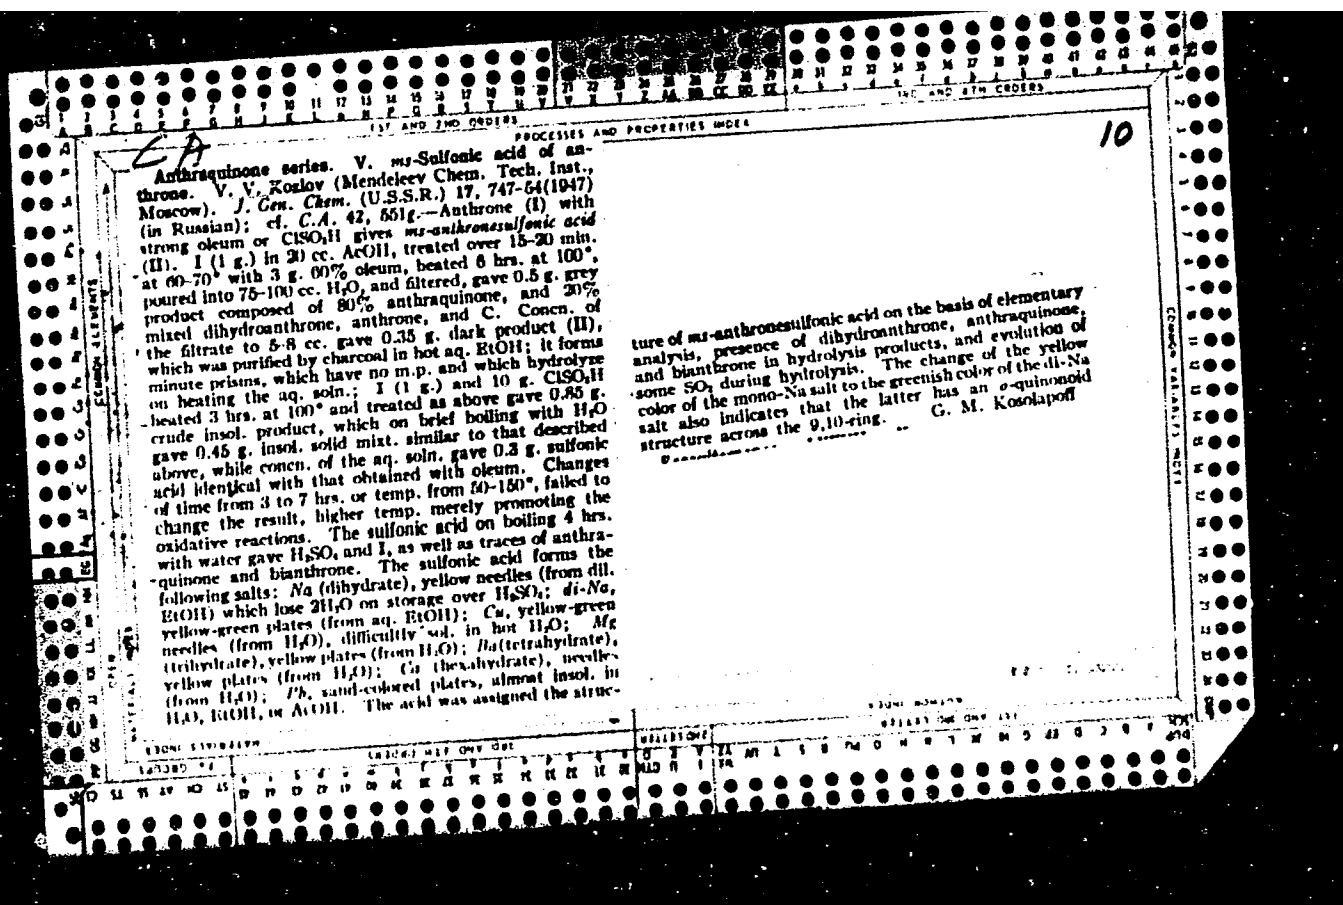 CA
10
1ST AND 2ND ORDERS
PROCESSES AND PROPERTIES INDEX
3RD AND 4TH ORDERS
Anthraquinone series. V. ms-Sulfonic acid of an-
throne. V. V. Kozlov (Mendeleev Chem. Tech. Inst.,
Moscow). J. Gen. Chem. (U.S.S.R.) 17, 747-54(1947)
(in Russian); cf. C.A. 42, 551g.—Anthrone (I) with
strong oleum or ClSO₃H gives ms-anthronesulfonic acid
(II). I (1 g.) in 20 cc. AcOH, treated over 15-20 min.
at 60-70° with 3 g. 60% oleum, heated 6 hrs. at 100°,
poured into 75-100 cc. H₂O, and filtered, gave 0.5 g. grey
product composed of 80% anthraquinone, and 20%
mixed dihydroanthrone, anthrone, and C. Concn. of
the filtrate to 5-8 cc. gave 0.35 g. dark product (II),
which was purified by charcoal in hot aq. EtOH; it forms
minute prisms, which have no m.p. and which hydrolyze
on heating the aq. soln.; I (1 g.) and 10 g. ClSO₃H
heated 3 hrs. at 100° and treated as above gave 0.85 g.
crude insol. product, which on brief boiling with H₂O
gave 0.45 g. insol. solid mixt. similar to that described
above, while concn. of the aq. soln. gave 0.3 g. sulfonic
acid identical with that obtained with oleum. Changes
of time from 3 to 7 hrs. or temp. from 50-150°, failed to
change the result, higher temp. merely promoting the
oxidative reactions. The sulfonic acid on boiling 4 hrs.
with water gave H₂SO₄ and I, as well as traces of anthra-
quinone and bianthrone. The sulfonic acid forms the
following salts: Na (dihydrate), yellow needles (from dil.
EtOH) which lose 2H₂O on storage over H₂SO₄; di-Na,
yellow-green plates (from aq. EtOH); Cu, yellow-green
needles (from H₂O), difficultly sol. in hot H₂O; Mg
(trihydrate), yellow plates (from H₂O); Ba(tetrahydrate),
yellow plates (from H₂O); Ca (hexahydrate), needles
(from H₂O); Pb, sand-colored plates, almost insol. in
H₂O, EtOH, or AcOH. The acid was assigned the struc-
ture of ms-anthronesulfonic acid on the basis of elementary
analysis, presence of dihydroanthrone, anthraquinone,
and bianthrone in hydrolysis products, and evolution of
some SO₂ during hydrolysis. The change of the yellow
color of the mono-Na salt to the greenish color of the di-Na
salt also indicates that the latter has an o-quinonoid
structure across the 9,10-ring. G. M. Kosolapoff
COMMON ELEMENTS
COMMON VARIABLES INDEX
MATERIALS INDEX
3RD AND 4TH ORDERS
1ST AND 2ND LETTER
AUTHOR INDEX